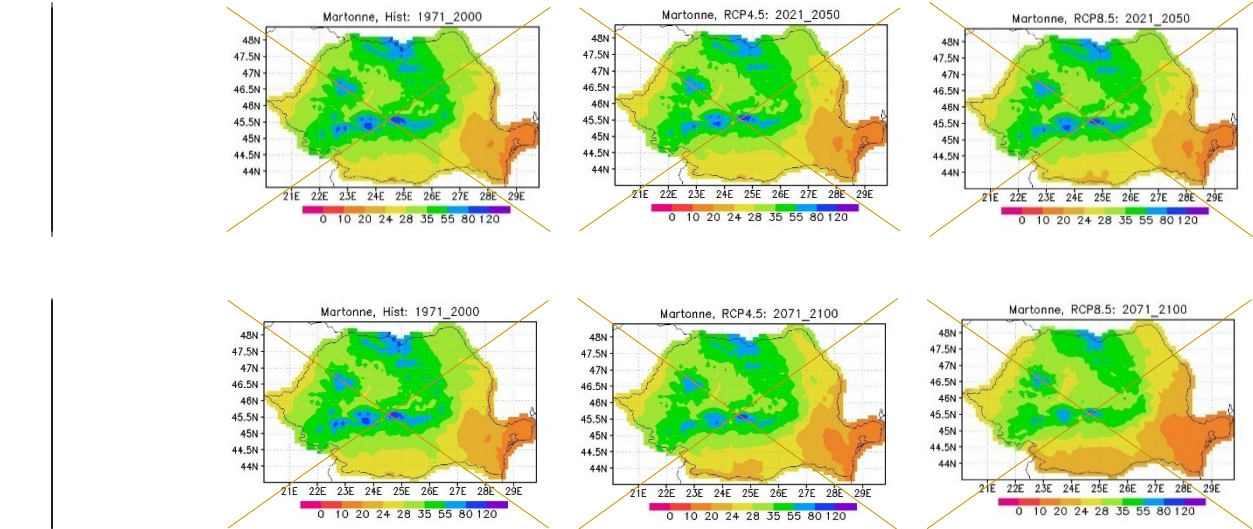 Martonne, Hist: 1971_2000
48N
47.5N
47N
46.5N
46N
45.5N
45N
44.5N
44N
21E 22E 23E 24E 25E 26E 27E 28E 29E
0 10 20 24 28 35 55 80 120
Martonne, RCP4.5: 2021_2050
48N
47.5N
47N
46.5N
46N
45.5N
45N
44.5N
44N
21E 22E 23E 24E 25E 26E 27E 28E 29E
0 10 20 24 28 35 55 80 120
Martonne, RCP8.5: 2021_2050
48N
47.5N
47N
46.5N
46N
45.5N
45N
44.5N
44N
21E 22E 23E 24E 25E 26E 27E 28E 29E
0 10 20 24 28 35 55 80 120
Martonne, Hist: 1971_2000
48N
47.5N
47N
46.5N
46N
45.5N
45N
44.5N
44N
21E 22E 23E 24E 25E 26E 27E 28E 29E
0 10 20 24 28 35 55 80 120
Martonne, RCP4.5: 2071_2100
48N
47.5N
47N
46.5N
46N
45.5N
45N
44.5N
44N
21E 22E 23E 24E 25E 26E 27E 28E 29E
0 10 20 24 28 35 55 80 120
Martonne, RCP8.5: 2071_2100
48N
47.5N
47N
46.5N
46N
45.5N
45N
44.5N
44N
21E 22E 23E 24E 25E 26E 27E 28E 29E
0 10 20 24 28 35 55 80 120